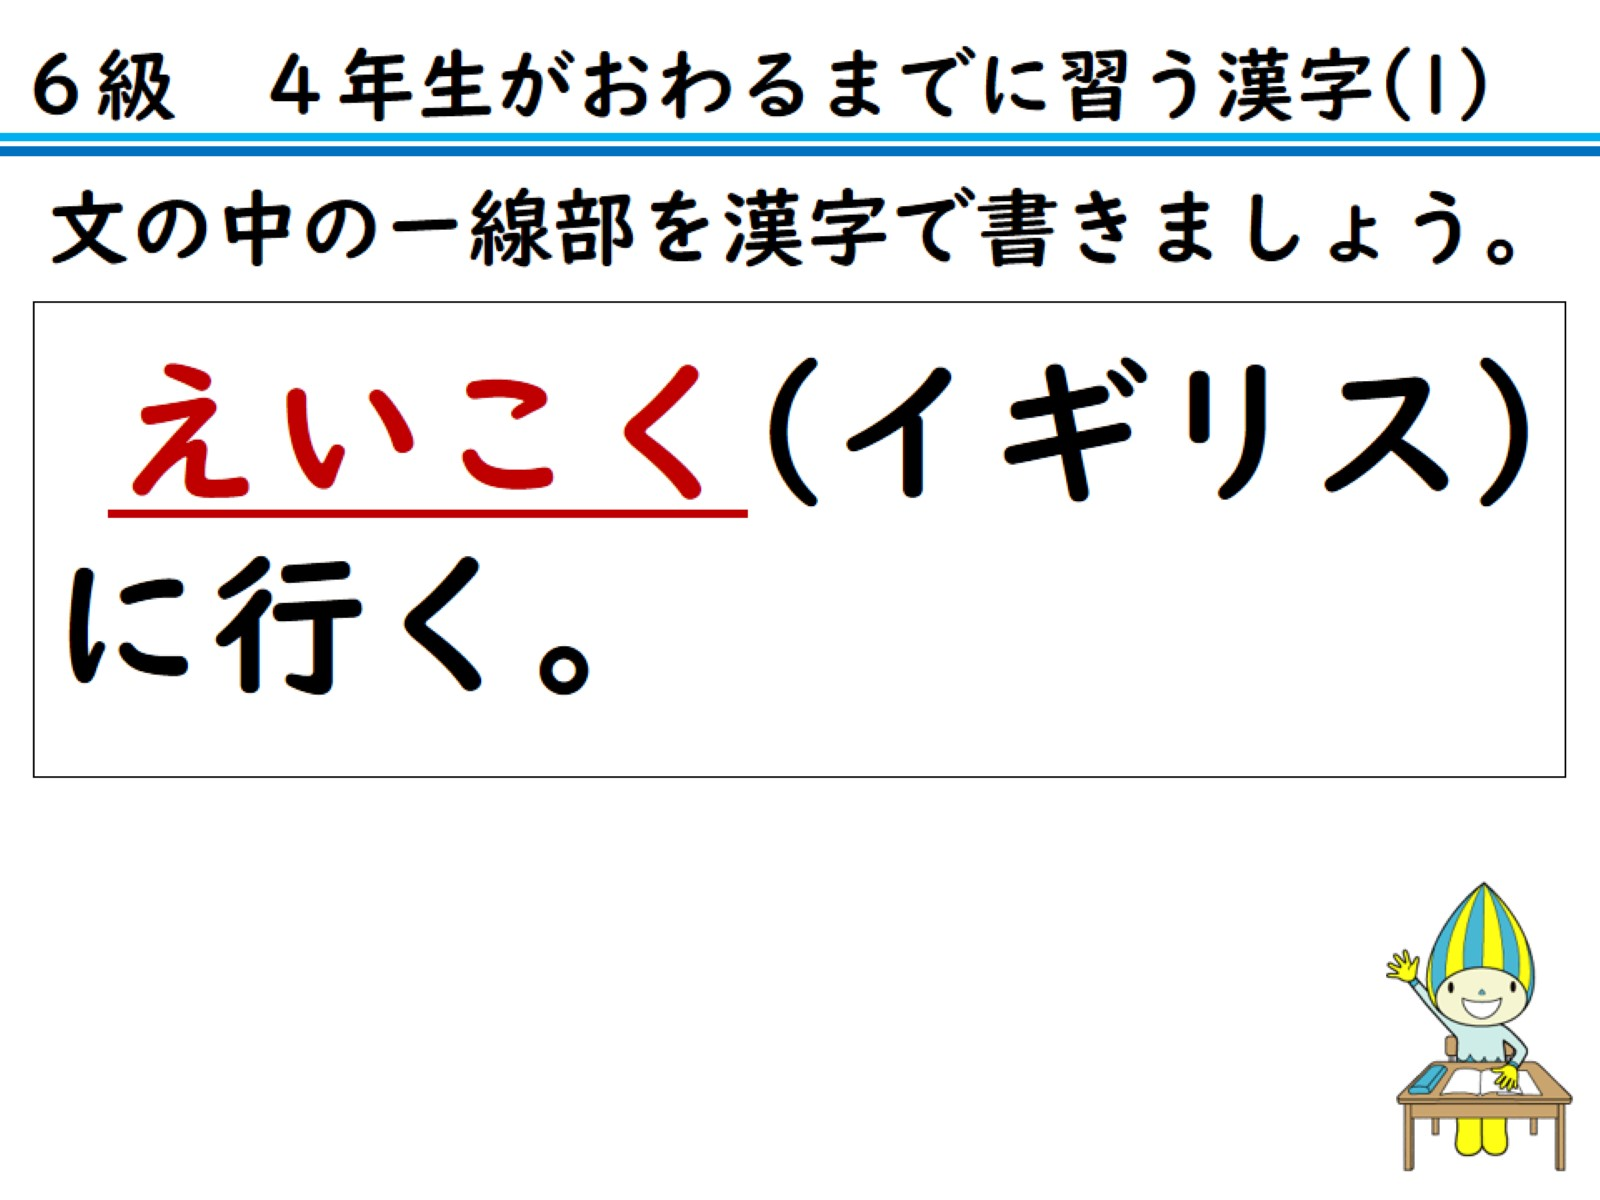 ６級　４年生がおわるまでに習う漢字(1)
文の中の一線部を漢字で書きましょう。
えいこく(イギリス)
に行く。